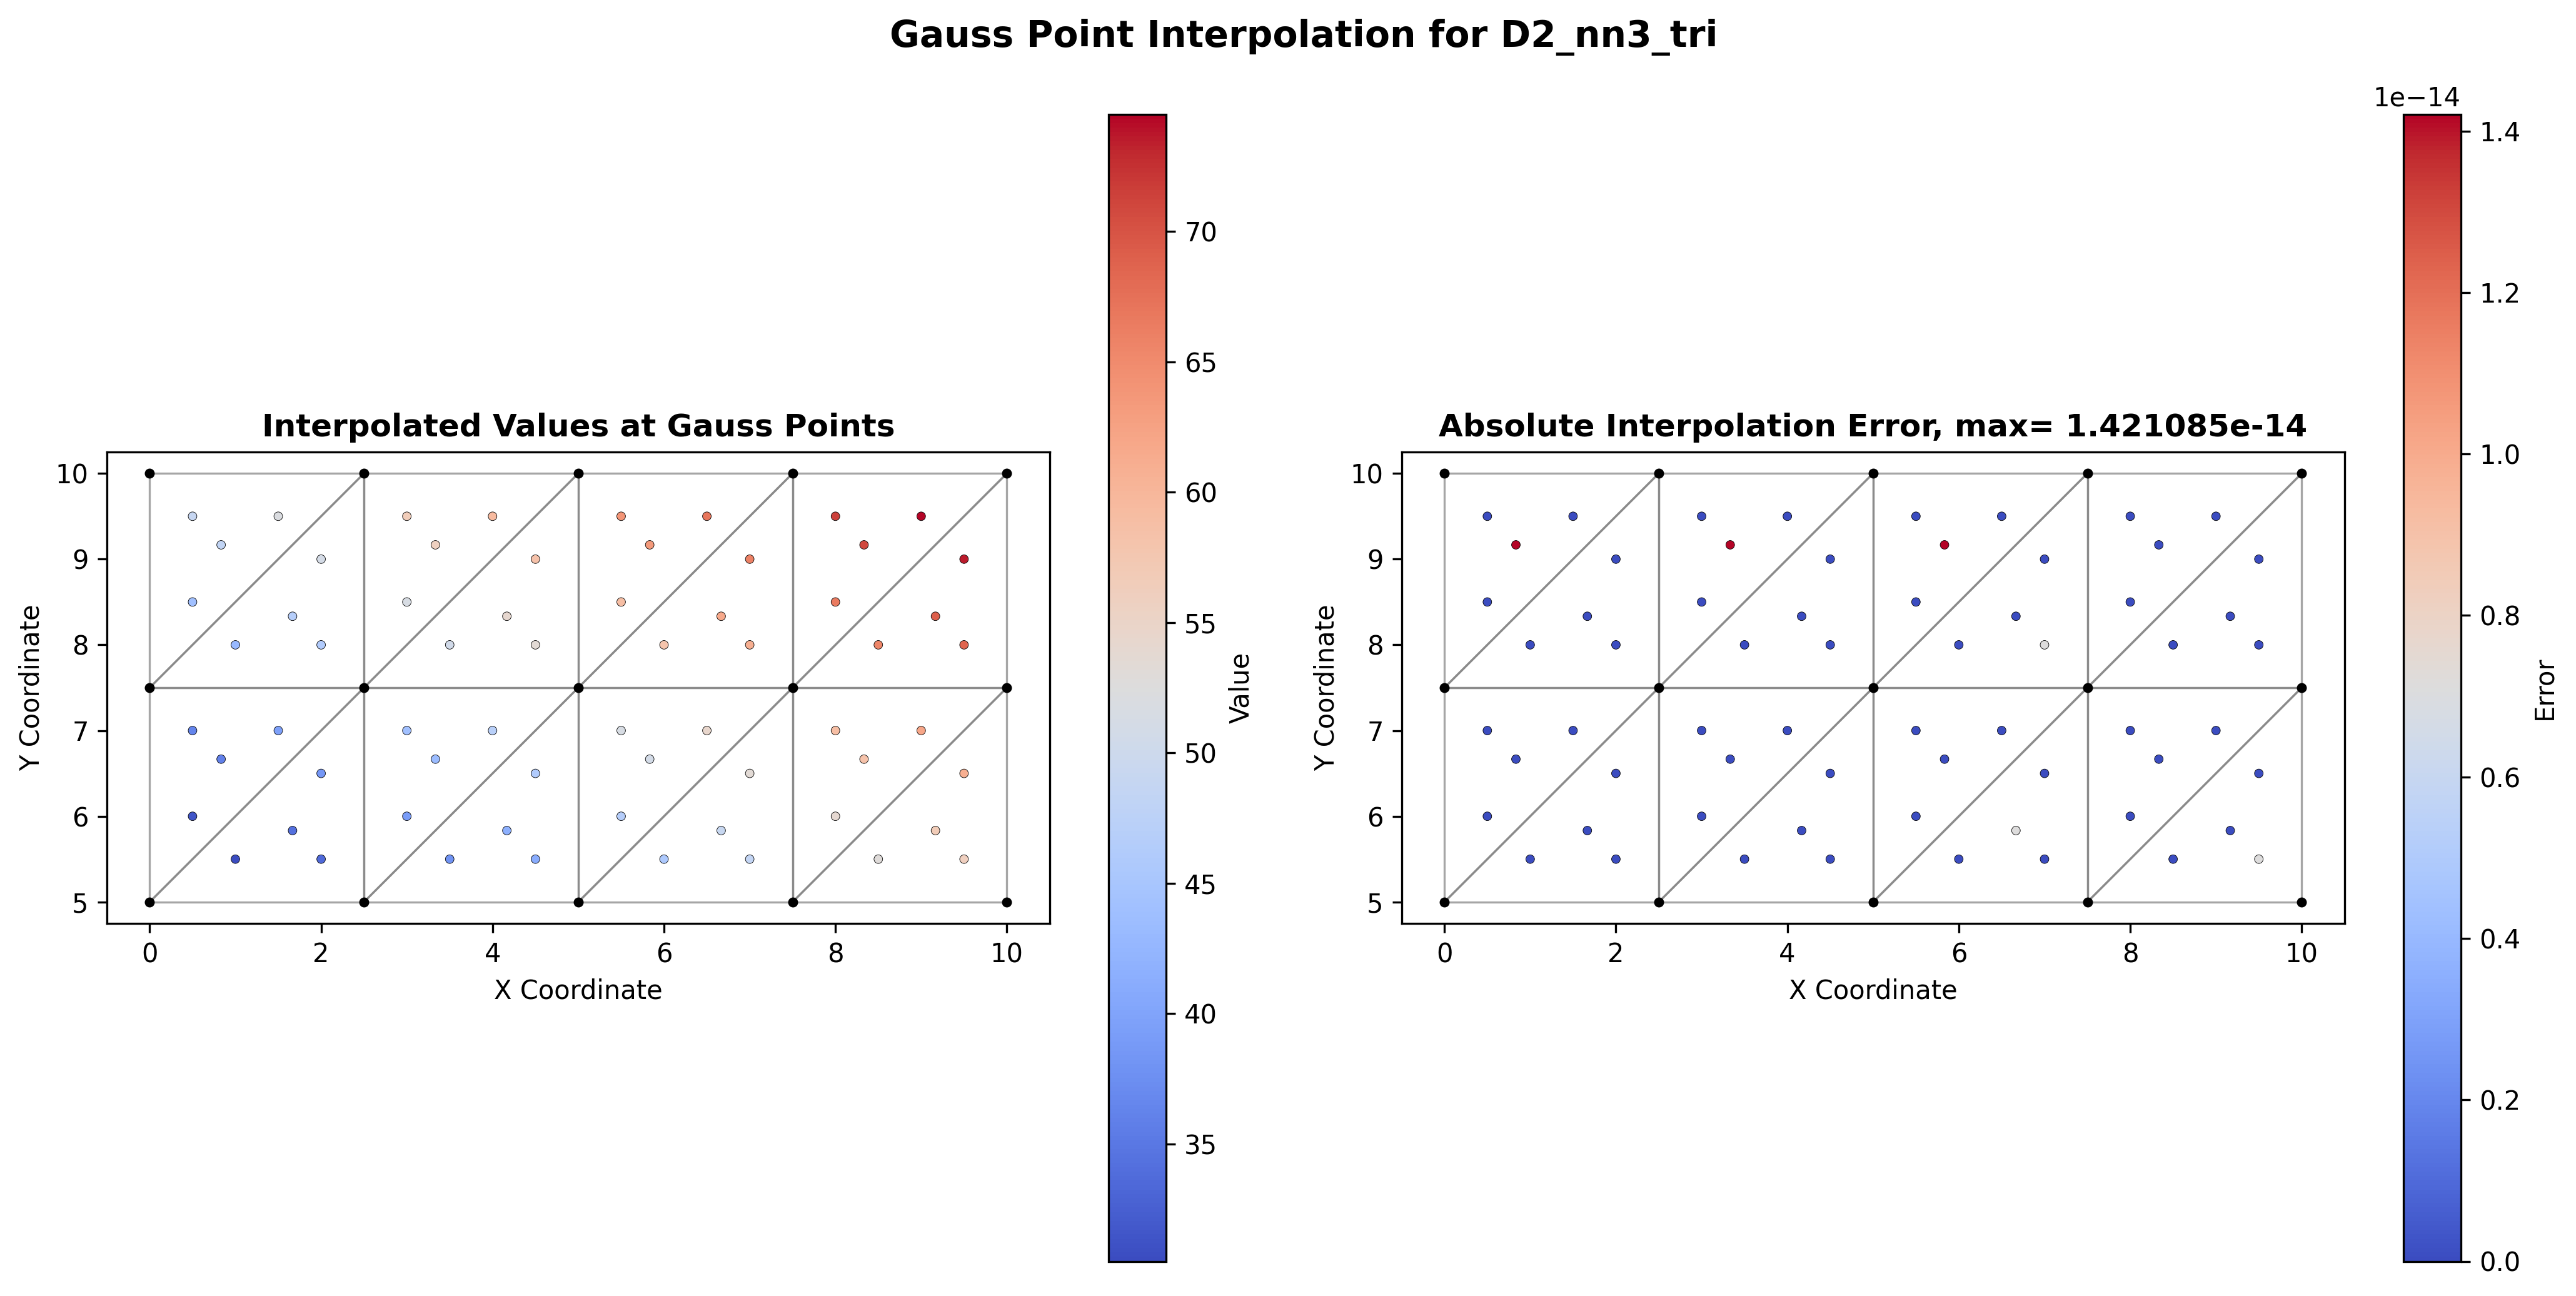 Gauss Point Interpolation for D2_nn3_tri
Interpolated Values at Gauss Points
10
9
8
7
6
5
Y Coordinate
0 2 4 6 8 10
X Coordinate
70
65
60
55
50
45
40
35
Value
Absolute Interpolation Error, max= 1.421085e-14
10
9
8
7
6
5
Y Coordinate
0 2 4 6 8 10
X Coordinate
1e−14
1.4
1.2
1.0
0.8
0.6
0.4
0.2
0.0
Error